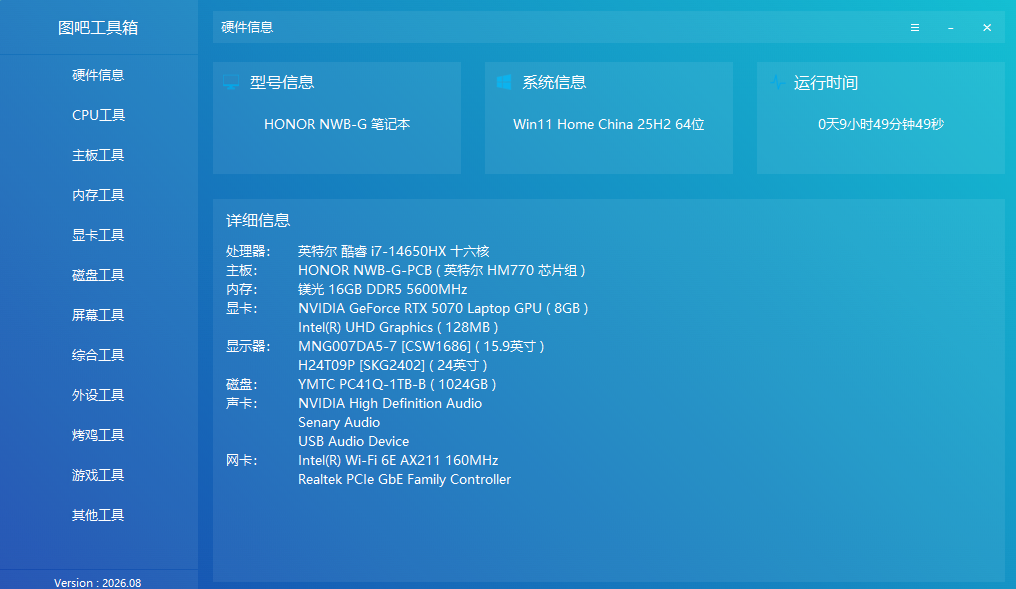 图吧工具箱
硬件信息
CPU工具
主板工具
内存工具
显卡工具
磁盘工具
屏幕工具
综合工具
外设工具
烤鸡工具
游戏工具
其他工具
Version : 2026.08
硬件信息
型号信息
HONOR NWB-G 笔记本
系统信息
Win11 Home China 25H2 64位
运行时间
0天9小时49分钟49秒
详细信息
处理器: 英特尔 酷睿 i7-14650HX 十六核
主板: HONOR NWB-G-PCB ( 英特尔 HM770 芯片组 )
内存: 镁光 16GB DDR5 5600MHz
显卡: NVIDIA GeForce RTX 5070 Laptop GPU ( 8GB )
Intel(R) UHD Graphics ( 128MB )
显示器: MNG007DA5-7 [CSW1686] ( 15.9英寸 )
H24T09P [SKG2402] ( 24英寸 )
磁盘: YMTC PC41Q-1TB-B ( 1024GB )
声卡: NVIDIA High Definition Audio
Senary Audio
USB Audio Device
网卡: Intel(R) Wi-Fi 6E AX211 160MHz
Realtek PCIe GbE Family Controller